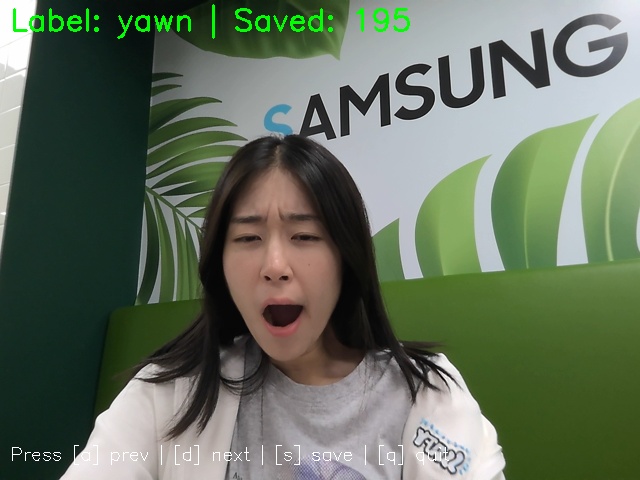 Label: yawn | Saved: 195
SAMSUNG
Press [a] prev | [d] next | [s] save | [q] quit